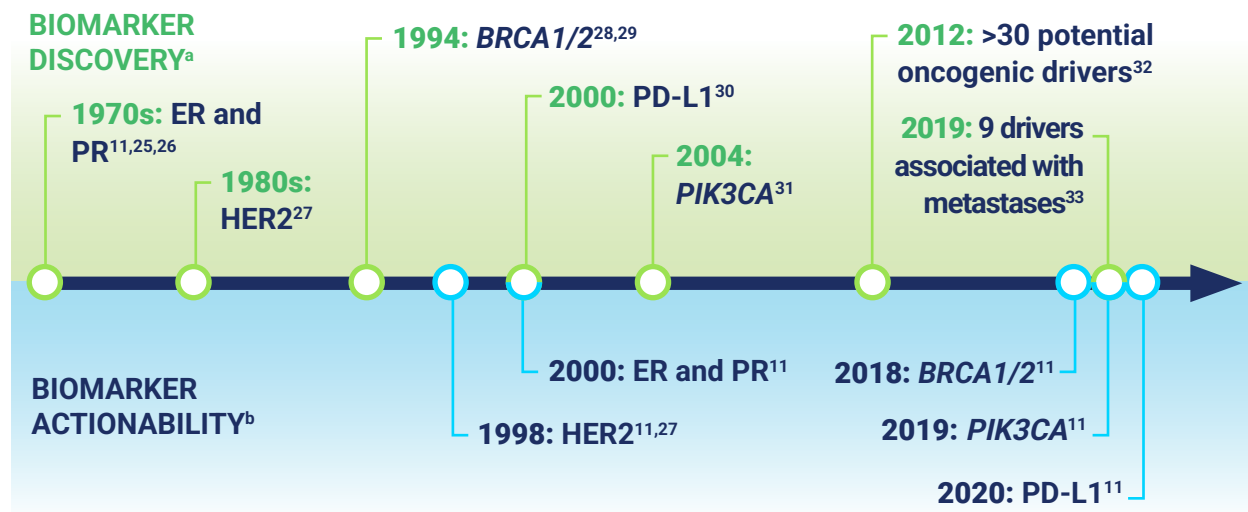 BIOMARKER
DISCOVERYᵃ
1970s: ER and
PR¹¹,²⁵,²⁶
1980s:
HER2²⁷
1994: BRCA1/2²⁸,²⁹
2000: PD-L1³⁰
2004:
PIK3CA³¹
2012: >30 potential
oncogenic drivers³²
2019: 9 drivers
associated with
metastases³³
BIOMARKER
ACTIONABILITYᵇ
1998: HER2¹¹,²⁷
2000: ER and PR¹¹
2018: BRCA1/2¹¹
2019: PIK3CA¹¹
2020: PD-L1¹¹